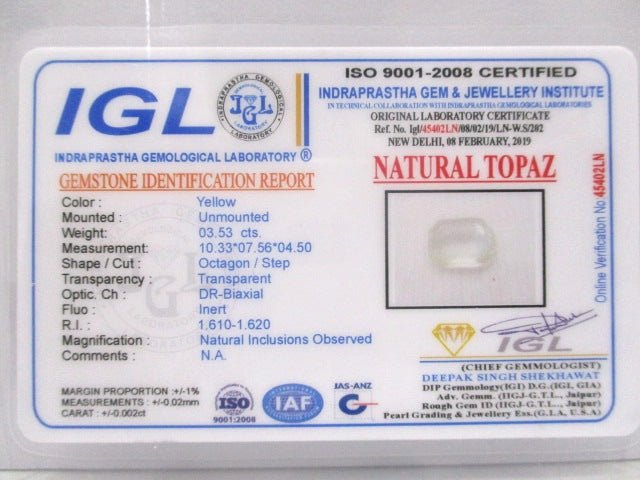 IGL
INDRAPRASTHA GEMOLOGICAL LABORATORY
IGL
INDRAPRASTHA GEMOLOGICAL LABORATORY ®
GEMSTONE IDENTIFICATION REPORT
Color : Yellow
Mounted : Unmounted
Weight: 03.53 cts.
Measurement: 10.33*07.56*04.50
Shape / Cut : Octagon / Step
Transparency : Transparent
Optic. Ch : DR-Biaxial
Fluo : Inert
R.I. : 1.610-1.620
Magnification : Natural Inclusions Observed
Comments : N.A.
MARGIN PROPORTION :+/-1%
MEASUREMENTS : +/-0.02mm
CARAT : +/-0.002ct
ISO
9001:2008
IAF
JAS-ANZ
ISO 9001-2008 CERTIFIED
INDRAPRASTHA GEM & JEWELLERY INSTITUTE
IN TECHNICAL COLLABORATION WITH INDRAPRASTHA GEMOLOGICAL LABORATORIES
ORIGINAL LABORATORY CERTIFICATE
Ref. No. Igl/45402LN/08/02/19/LN-W.S/282
NEW DELHI, 08 FEBRUARY, 2019
NATURAL TOPAZ
Online Verification No. 45402LN
IGL
(CHIEF GEMMOLOGIST)
DEEPAK SINGH SHEKHAWAT
DIP Gemmology(IGI) D.G.(IGI, GIA)
Adv. Gemm. (HGJ-G.T.L., Jaipur)
Rough Gem ID (HGJ-G.T.L., Jaipur)
Pearl Grading & Jewellery Ess.(G.I.A, U.S.A)